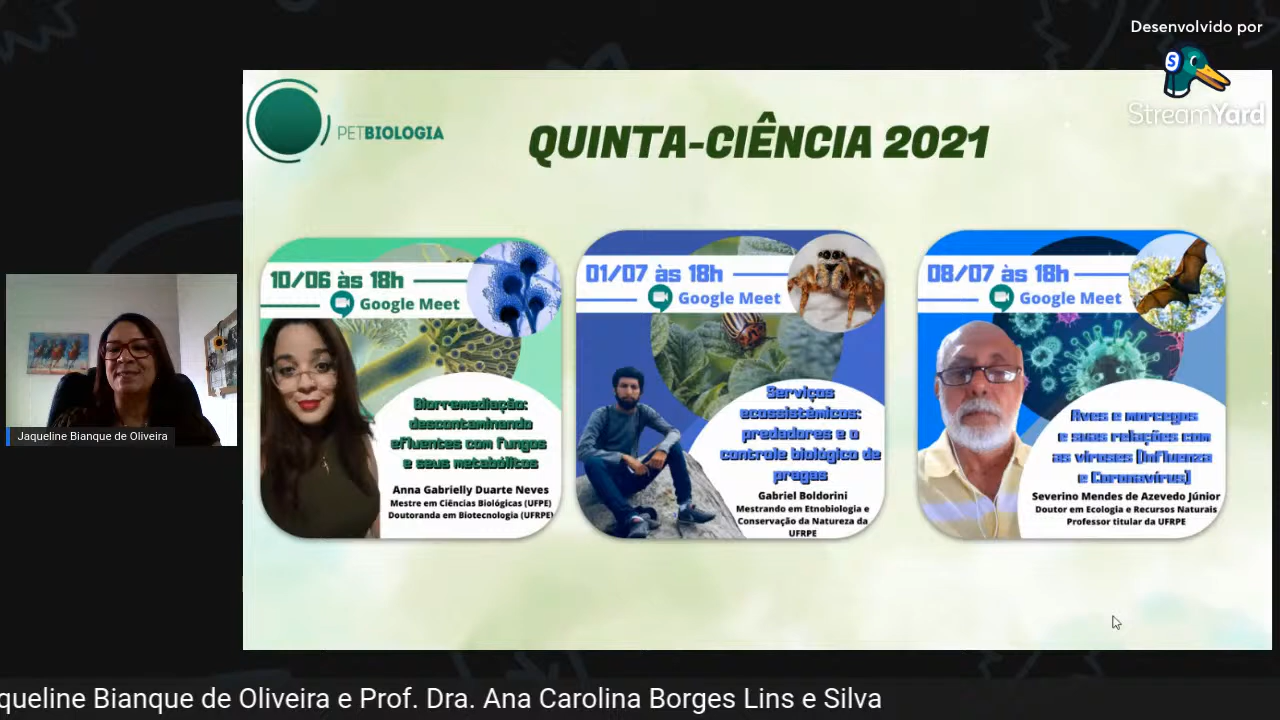 Desenvolvido por
StreamYard
PETBIOLOGIA
QUINTA-CIÊNCIA 2021
10/06 às 18h
Google Meet
Biorremediação:
descontaminando
efluentes com fungos
e seus metabólitos
Anna Gabrielly Duarte Neves
Mestre em Ciências Biológicas (UFPE)
Doutoranda em Biotecnologia (UFRPE)
01/07 às 18h
Google Meet
Serviços
ecossistêmicos:
predadores e o
controle biológico de
pragas
Gabriel Boldorini
Mestrando em Etnobiologia e
Conservação da Natureza da
UFRPE
08/07 às 18h
Google Meet
Aves e morcegos
e suas relações com
as viroses (Influenza
e Coronavírus)
Severino Mendes de Azevedo Júnior
Doutor em Ecologia e Recursos Naturais
Professor titular da UFRPE
Jaqueline Bianque de Oliveira
queline Bianque de Oliveira e Prof. Dra. Ana Carolina Borges Lins e Silva